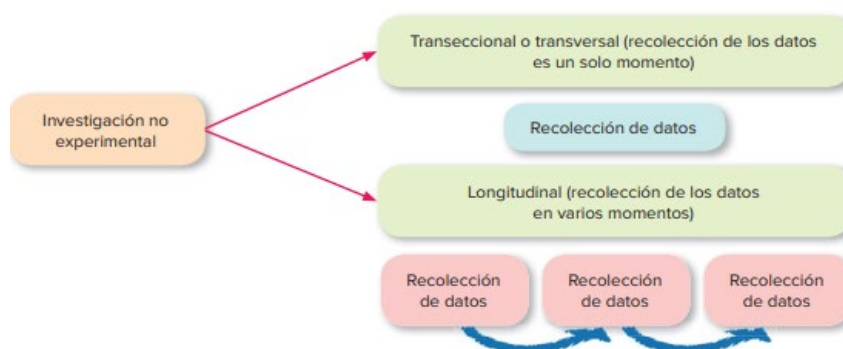 Transeccional o transversal (recolección de los datos
es un solo momento)
Investigación no
experimental
Recolección de datos
Longitudinal (recolección de los datos
en varios momentos)
Recolección
de datos
Recolección
de datos
Recolección
de datos